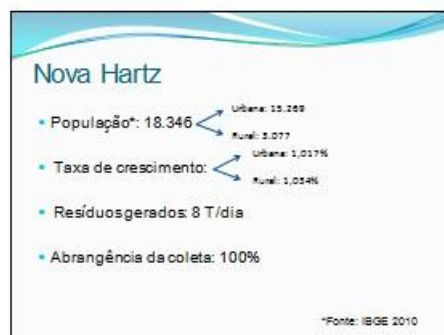 Nova Hartz
• População*: 18.346
Urbana: 15.269
Rural: 3.077
• Taxa de crescimento:
Urbana: 1,017%
Rural: 1,034%
• Resíduos gerados: 8 T/dia
• Abrangência da coleta: 100%
*Fonte: IBGE 2010